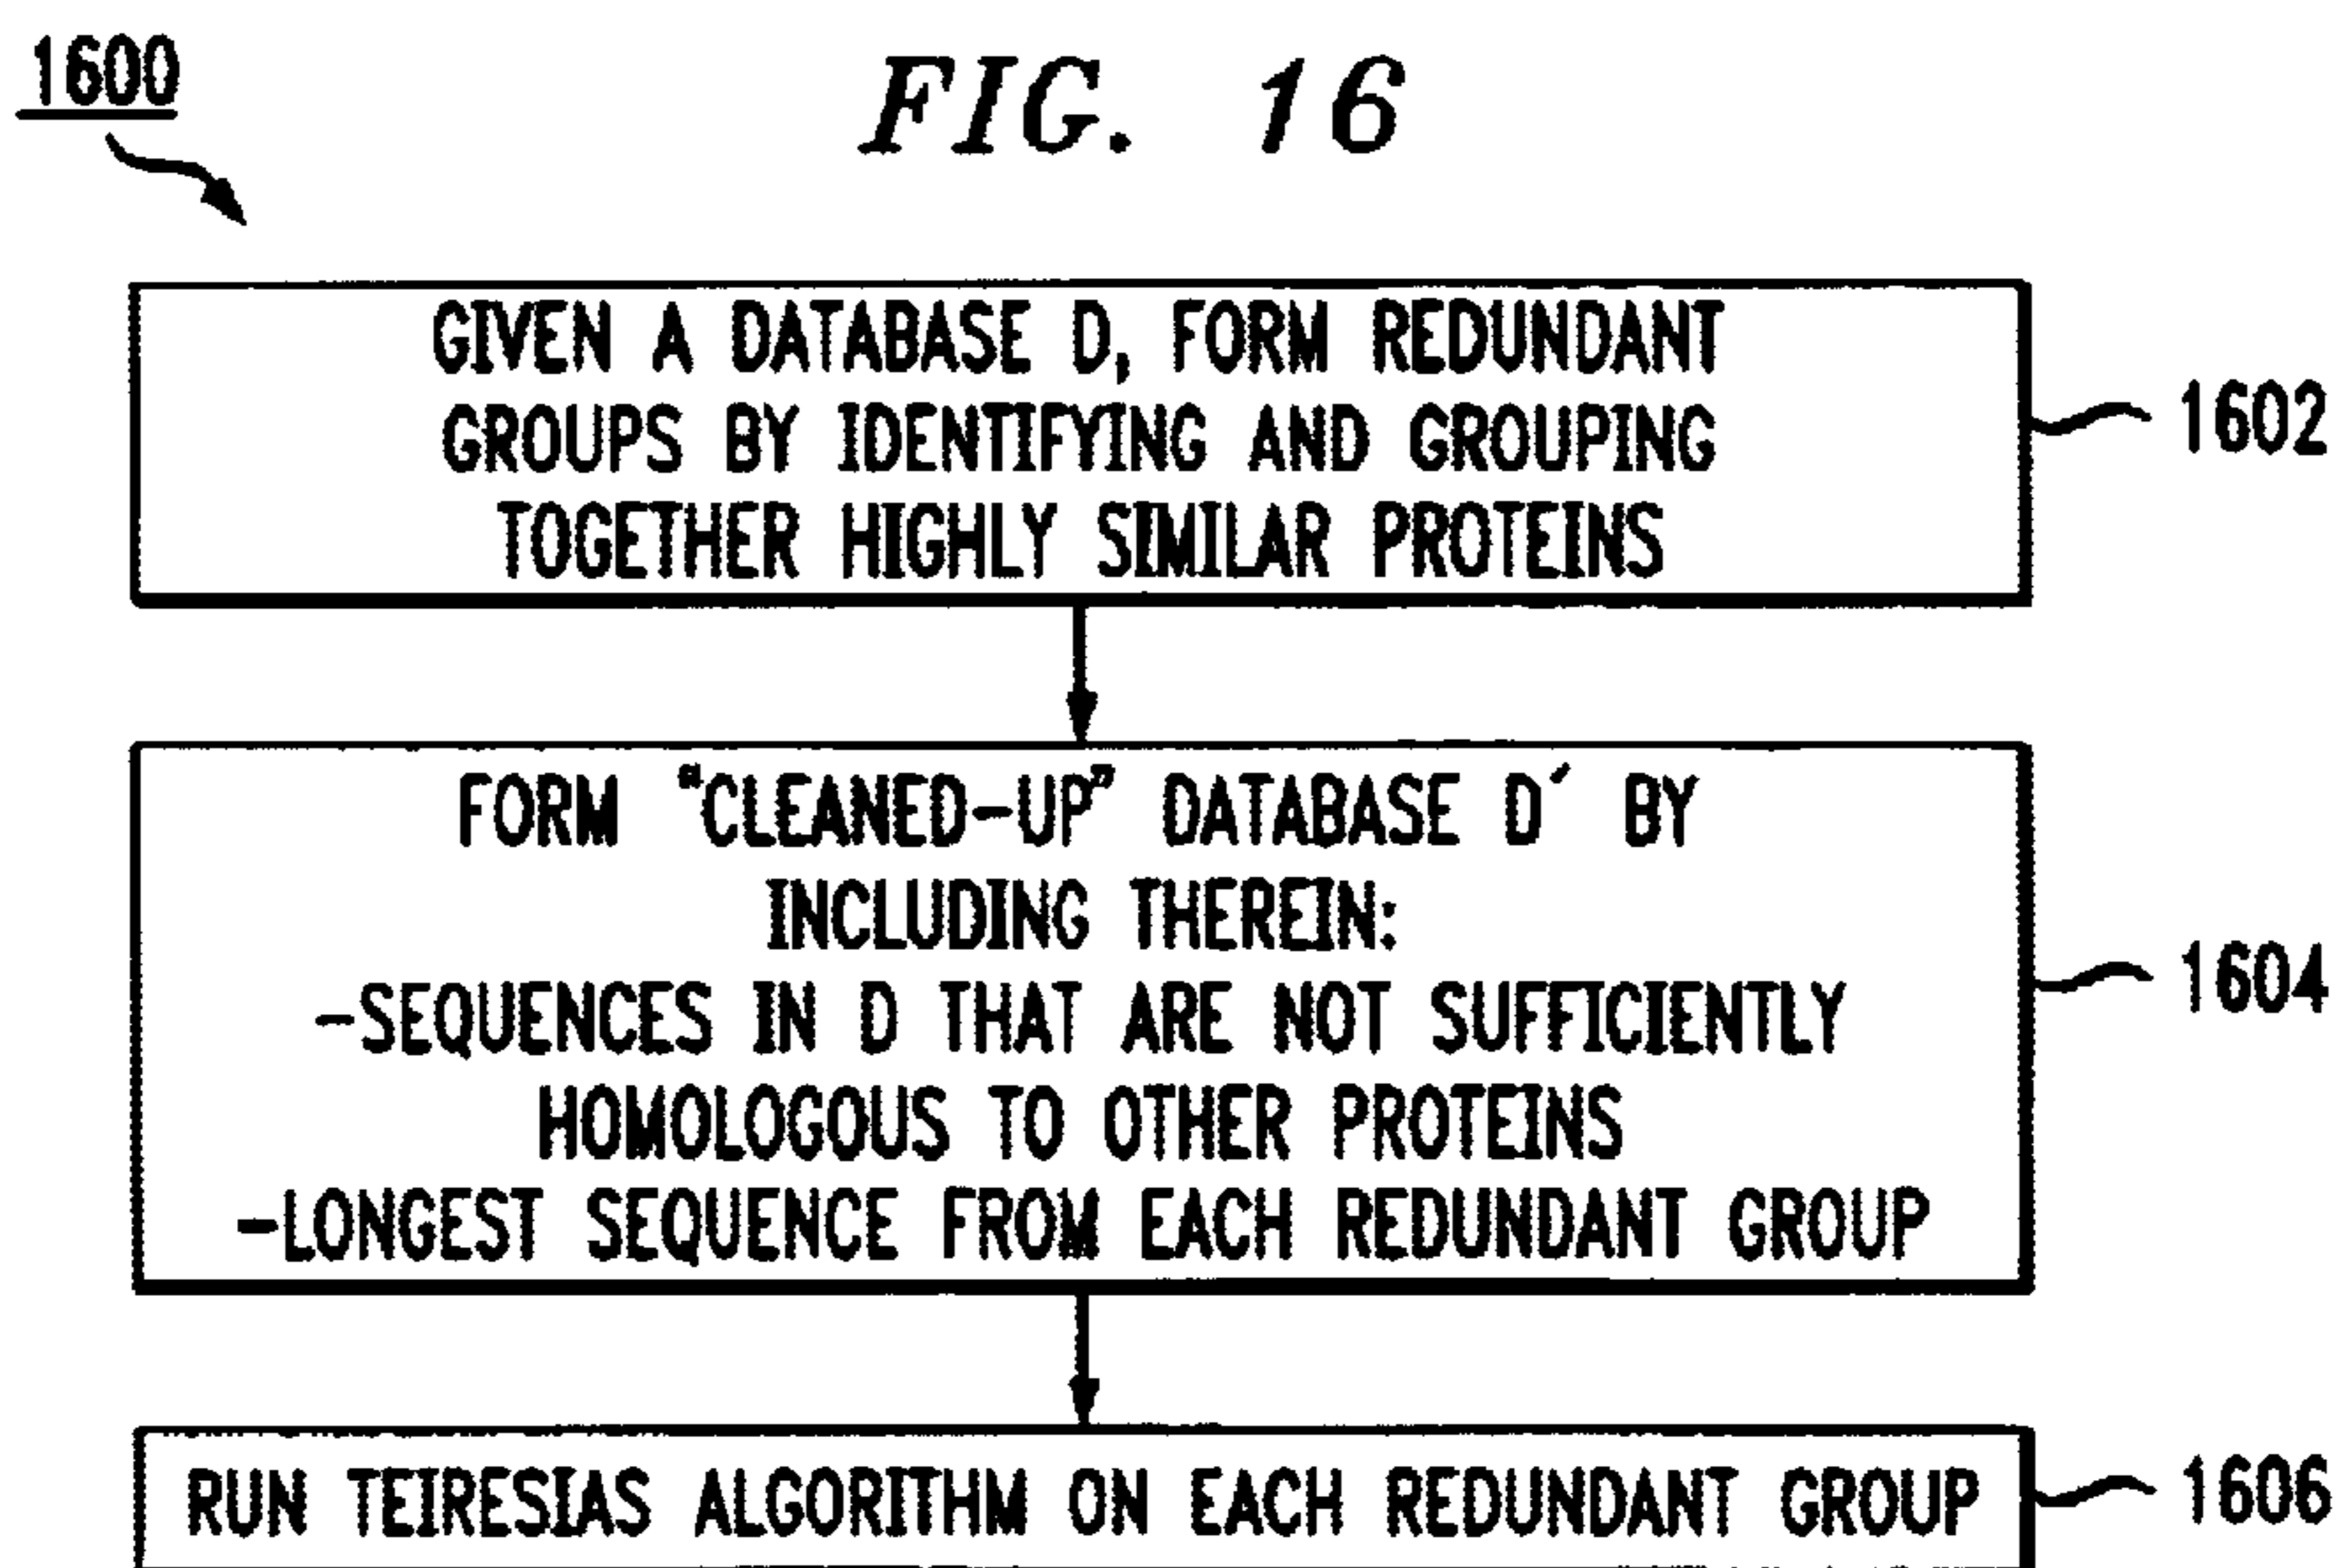 1600
FIG. 16
GIVEN A DATABASE D, FORM REDUNDANT
GROUPS BY IDENTIFYING AND GROUPING
TOGETHER HIGHLY SIMILAR PROTEINS
1602
FORM "CLEANED-UP" DATABASE D´ BY
INCLUDING THEREIN:
-SEQUENCES IN D THAT ARE NOT SUFFICIENTLY
HOMOLOGOUS TO OTHER PROTEINS
-LONGEST SEQUENCE FROM EACH REDUNDANT GROUP
1604
RUN TEIRESIAS ALGORITHM ON EACH REDUNDANT GROUP
1606